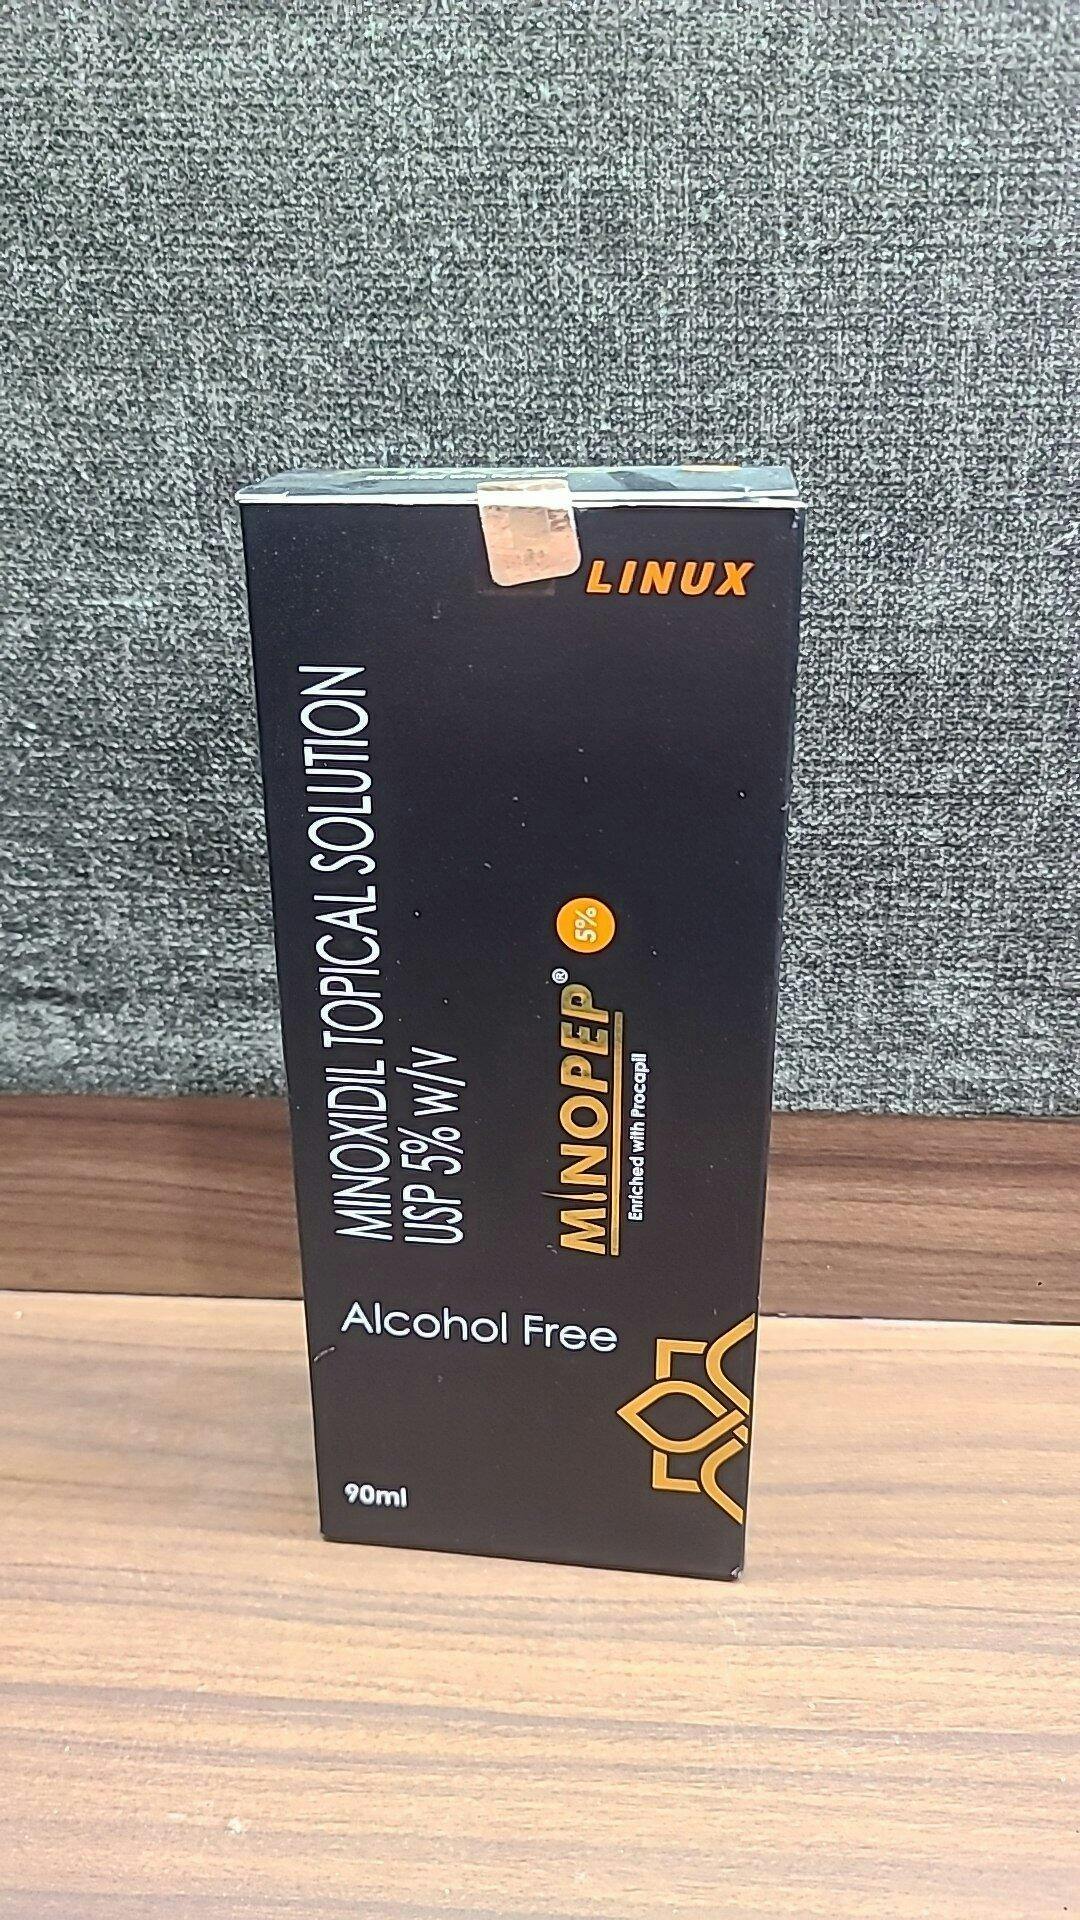 LINUX
MINOXIDIL TOPICAL SOLUTION
USP 5% w/v
MINOPEP® 5%
Enriched with Procapil
Alcohol Free
90ml